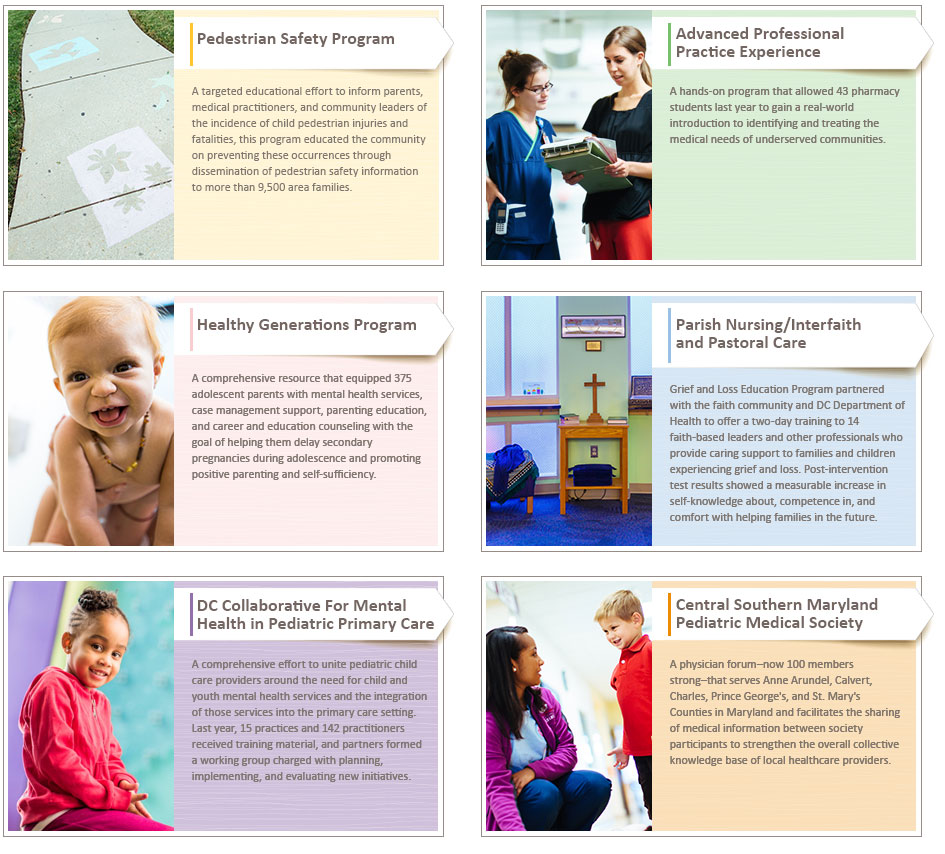 Pedestrian Safety Program
A targeted educational effort to inform parents,
medical practitioners, and community leaders of
the incidence of child pedestrian injuries and
fatalities, this program educated the community
on preventing these occurrences through
dissemination of pedestrian safety information
to more than 9,500 area families.
Advanced Professional
Practice Experience
A hands-on program that allowed 43 pharmacy
students last year to gain a real-world
introduction to identifying and treating the
medical needs of underserved communities.
Healthy Generations Program
A comprehensive resource that equipped 375
adolescent parents with mental health services,
case management support, parenting education,
and career and education counseling with the
goal of helping them delay secondary
pregnancies during adolescence and promoting
positive parenting and self-sufficiency.
Parish Nursing/Interfaith
and Pastoral Care
Grief and Loss Education Program partnered
with the faith community and DC Department of
Health to offer a two-day training to 14
faith-based leaders and other professionals who
provide caring support to families and children
experiencing grief and loss. Post-intervention
test results showed a measurable increase in
self-knowledge about, competence in, and
comfort with helping families in the future.
DC Collaborative For Mental
Health in Pediatric Primary Care
A comprehensive effort to unite pediatric child
care providers around the need for child and
youth mental health services and the integration
of those services into the primary care setting.
Last year, 15 practices and 142 practitioners
received training material, and partners formed
a working group charged with planning,
implementing, and evaluating new initiatives.
Central Southern Maryland
Pediatric Medical Society
A physician forum–now 100 members
strong–that serves Anne Arundel, Calvert,
Charles, Prince George's, and St. Mary's
Counties in Maryland and facilitates the sharing
of medical information between society
participants to strengthen the overall collective
knowledge base of local healthcare providers.